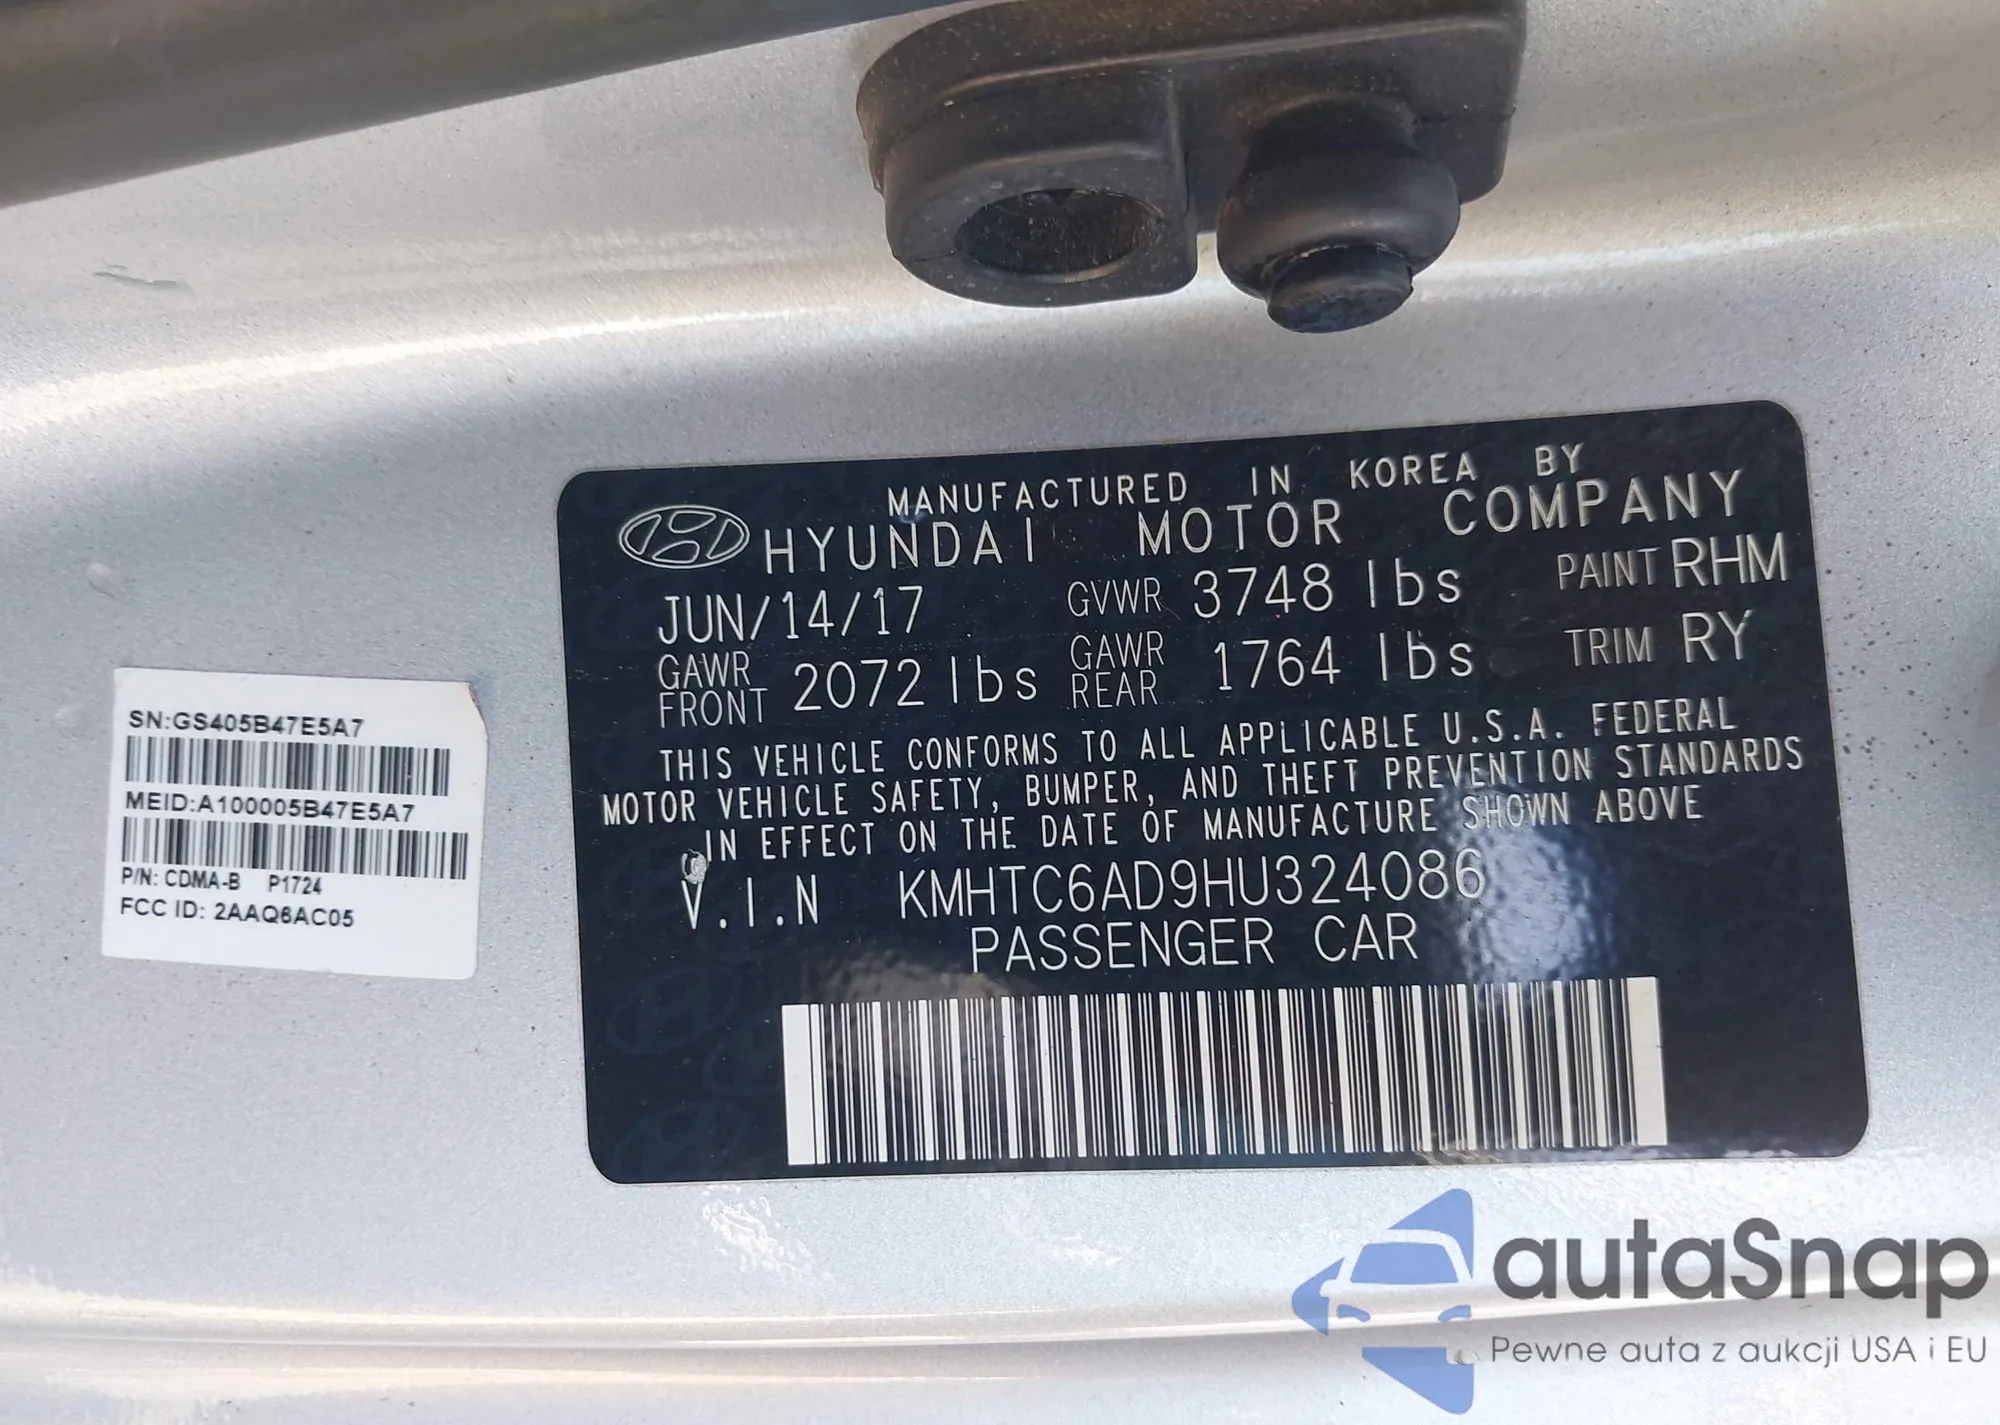 MANUFACTURED IN KOREA BY
HYUNDAI MOTOR COMPANY
JUN/14/17 GVWR 3748 lbs PAINT RHM
GAWR FRONT 2072 lbs GAWR REAR 1764 lbs TRIM RY
THIS VEHICLE CONFORMS TO ALL APPLICABLE U.S.A. FEDERAL
MOTOR VEHICLE SAFETY, BUMPER, AND THEFT PREVENTION STANDARDS
IN EFFECT ON THE DATE OF MANUFACTURE SHOWN ABOVE
V.I.N KMHTC6AD9HU324086
PASSENGER CAR
SN:GS405B47E5A7
MEID:A100005B47E5A7
P/N: CDMA-B P1724
FCC ID: 2AAQ6AC05
autaSnap
Pewne auta z aukcji USA i EU